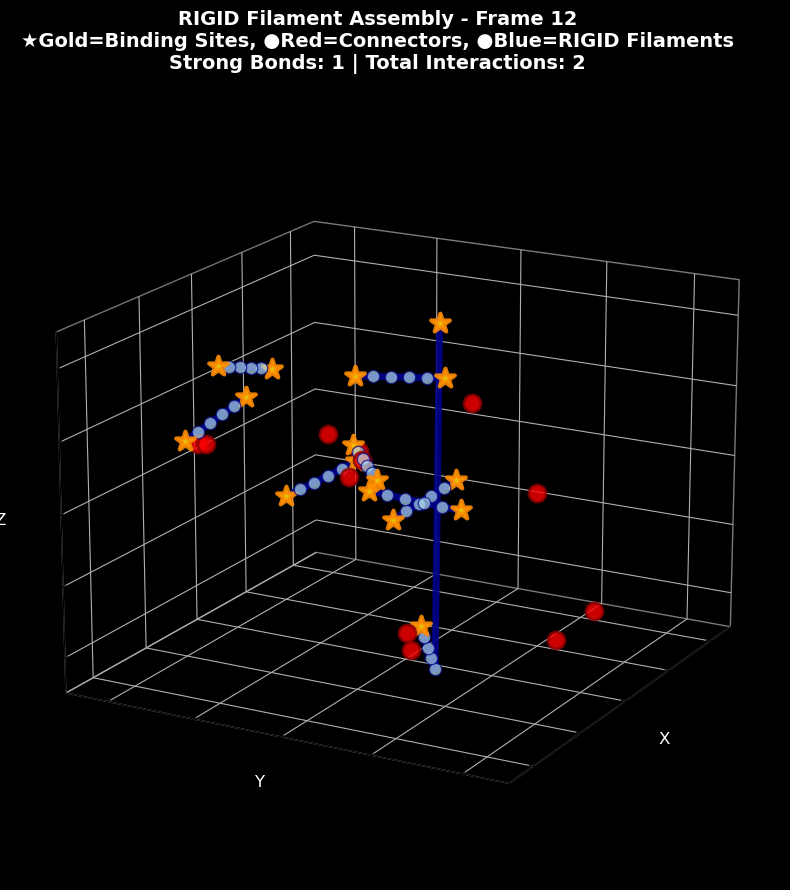 RIGID Filament Assembly - Frame 12
★Gold=Binding Sites, ●Red=Connectors, ●Blue=RIGID Filaments
Strong Bonds: 1 | Total Interactions: 2
Z
X
Y